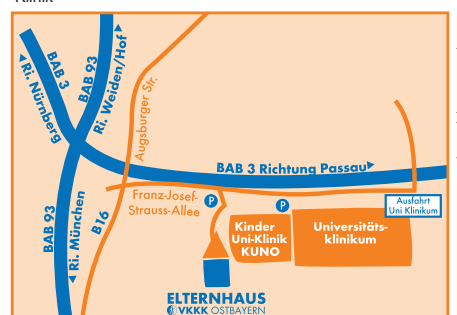 BAB 3
Ri. Nürnberg
BAB 93
Ri. Weiden/Hof
Augsburger Str.
BAB 3 Richtung Passau
Franz-Josef-
Strauss-Allee
P
P
Ausfahrt
Uni Klinikum
BAB 93
Ri. München
B16
Kinder
Uni-Klinik
KUNO
Universitäts-
klinikum
ELTERNHAUS
VKKK OSTBAYERN